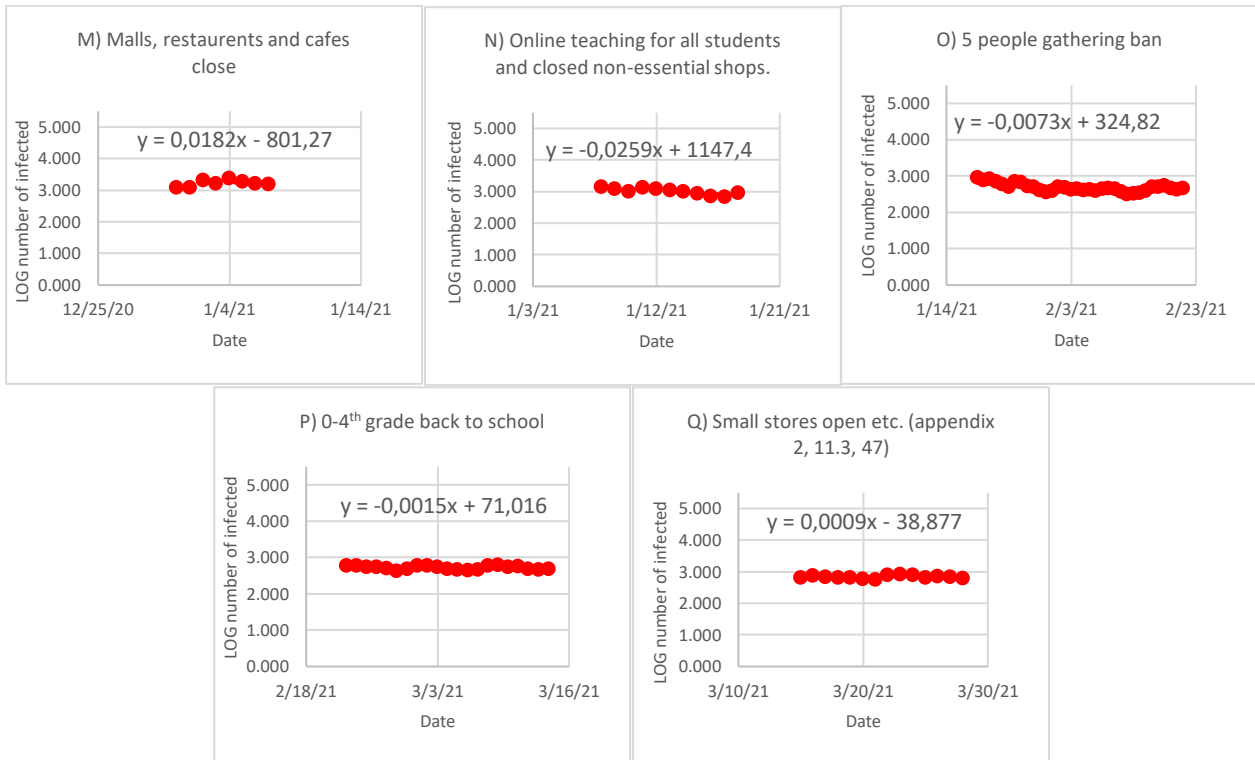 M) Malls, restaurents and cafes
close
y = 0,0182x - 801,27
LOG number of infected
5.000
4.000
3.000
2.000
1.000
0.000
12/25/20 1/4/21 1/14/21
Date
N) Online teaching for all students
and closed non-essential shops.
y = -0,0259x + 1147,4
LOG number of infected
5.000
4.000
3.000
2.000
1.000
0.000
1/3/21 1/12/21 1/21/21
Date
O) 5 people gathering ban
y = -0,0073x + 324,82
LOG number of infected
5.000
4.000
3.000
2.000
1.000
0.000
1/14/21 2/3/21 2/23/21
Date
P) 0-4th grade back to school
y = -0,0015x + 71,016
LOG number of infected
5.000
4.000
3.000
2.000
1.000
0.000
2/18/21 3/3/21 3/16/21
Date
Q) Small stores open etc. (appendix
2, 11.3, 47)
y = 0,0009x - 38,877
LOG number of infected
5.000
4.000
3.000
2.000
1.000
0.000
3/10/21 3/20/21 3/30/21
Date